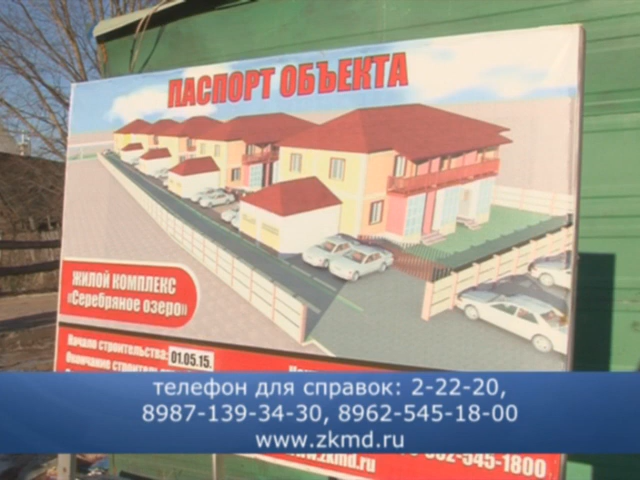 ПАСПОРТ ОБЪЕКТА
ЖИЛОЙ КОМПЛЕКС
«Серебряное озеро»
Начало строительства: 01.05.15.
Окончание
телефон для справок: 2-22-20,
8987-139-34-30, 8962-545-18-00
www.zkmd.ru
-545-1800
www.zkmd.ru